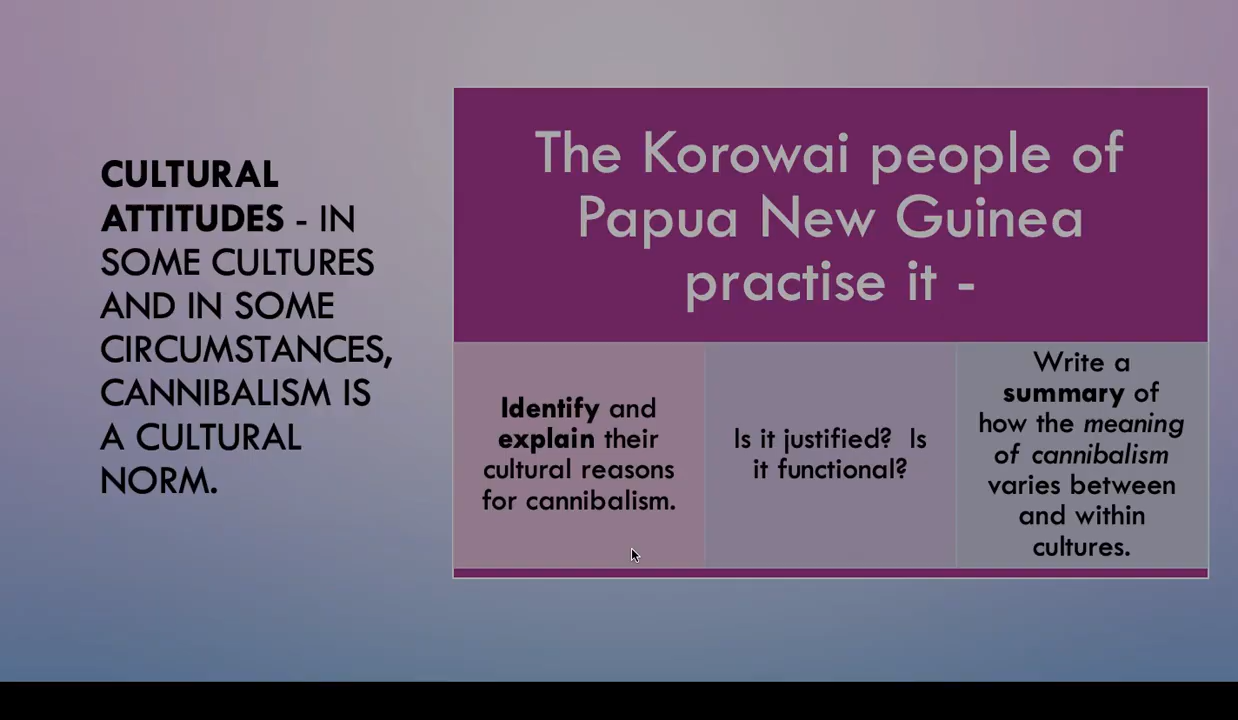 CULTURAL
ATTITUDES - IN
SOME CULTURES
AND IN SOME
CIRCUMSTANCES,
CANNIBALISM IS
A CULTURAL
NORM.
The Korowai people of
Papua New Guinea
practise it -
Identify and
explain their
cultural reasons
for cannibalism.
Is it justified? Is
it functional?
Write a
summary of
how the meaning
of cannibalism
varies between
and within
cultures.